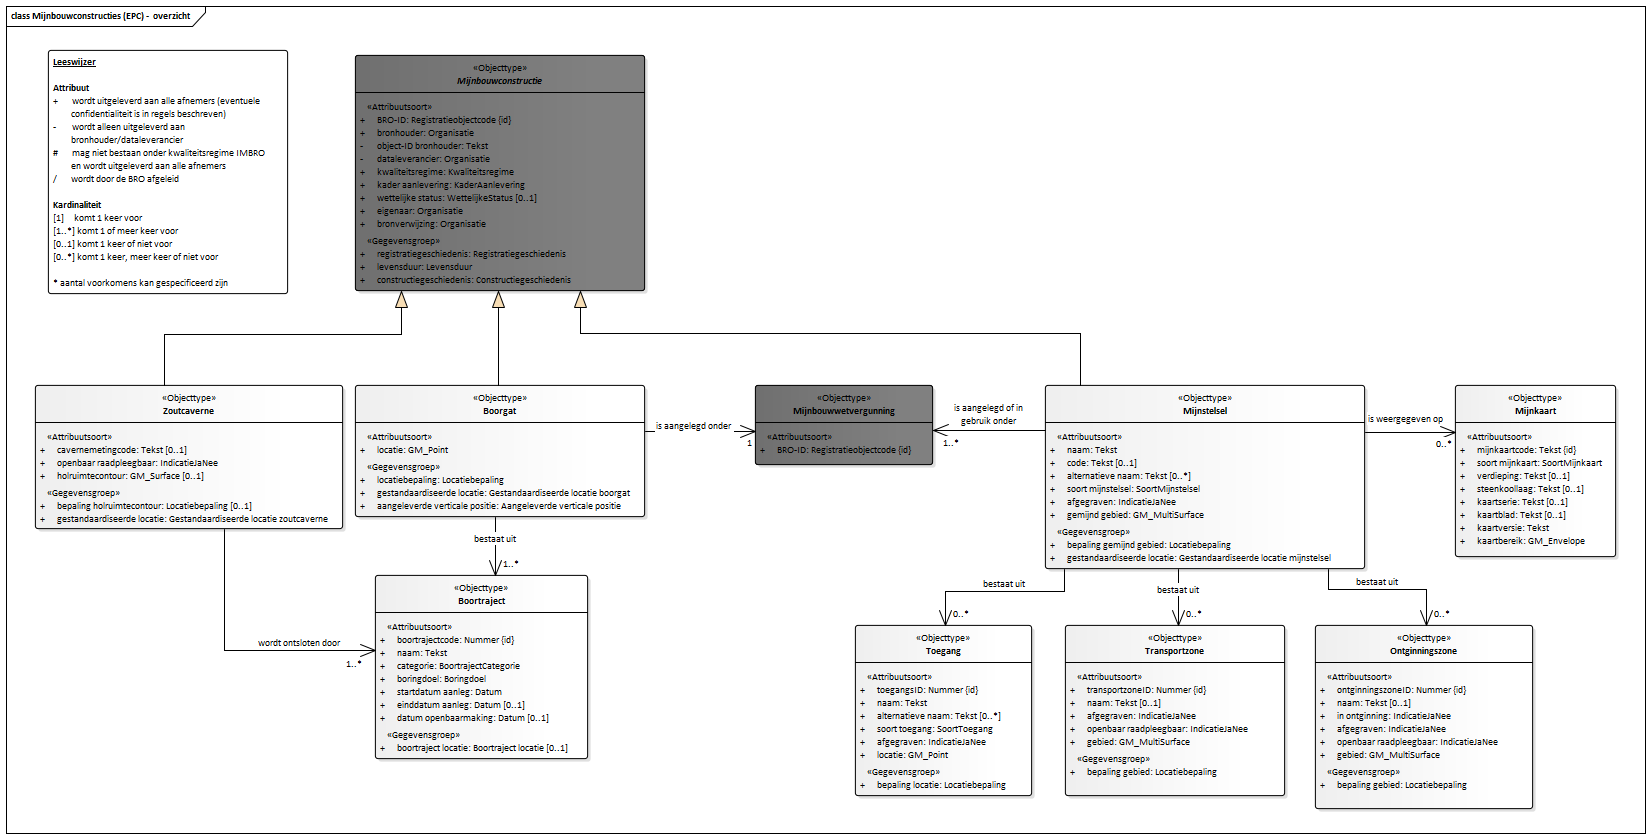 class Mijnbouwconstructies (EPC) - overzicht
Leeswijzer
Attribuut
+ wordt uitgeleverd aan alle afnemers (eventuele
confidentialiteit is in regels beschreven)
- wordt alleen uitgeleverd aan
bronhouder/dataleverancier
# mag niet bestaan onder kwaliteitsregime IMBRO
en wordt uitgeleverd aan alle afnemers
/ wordt door de BRO afgeleid
Kardinaliteit
[1] komt 1 keer voor
[1..*] komt 1 of meer keer voor
[0..1] komt 1 keer of niet voor
[0..*] komt 1 keer, meer keer of niet voor
* aantal voorkomens kan gespecificeerd zijn
«Objecttype»
Mijnbouwconstructie
«Attribuutsoort»
+ BRO-ID: Registratieobjectcode {id}
+ bronhouder: Organisatie
- object-ID bronhouder: Tekst
- dataleverancier: Organisatie
+ kwaliteitsregime: Kwaliteitsregime
+ kader aanlevering: KaderAanlevering
+ wettelijke status: WettelijkeStatus [0..1]
+ eigenaar: Organisatie
+ bronverwijzing: Organisatie
«Gegevensgroep»
+ registratiegeschiedenis: Registratiegeschiedenis
+ levensduur: Levensduur
+ constructiegeschiedenis: Constructiegeschiedenis
«Objecttype»
Zoutcaverne
«Attribuutsoort»
+ cavernemetingcode: Tekst [0..1]
+ openbaar raadpleegbaar: IndicatieJaNee
+ holruimtecontour: GM_Surface [0..1]
«Gegevensgroep»
+ bepaling holruimtecontour: Locatiebepaling [0..1]
+ gestandaardiseerde locatie: Gestandaardiseerde locatie zoutcaverne
«Objecttype»
Boorgat
«Attribuutsoort»
+ locatie: GM_Point
«Gegevensgroep»
+ locatiebepaling: Locatiebepaling
+ gestandaardiseerde locatie: Gestandaardiseerde locatie boorgat
+ aangeleverde verticale positie: Aangeleverde verticale positie
is aangelegd onder
1
«Objecttype»
Mijnbouwwetvergunning
«Attribuutsoort»
+ BRO-ID: Registratieobjectcode {id}
is aangelegd of in
gebruik onder
1..*
«Objecttype»
Mijnstelsel
«Attribuutsoort»
+ naam: Tekst
+ code: Tekst [0..1]
+ alternatieve naam: Tekst [0..*]
+ soort mijnstelsel: SoortMijnstelsel
+ afgegraven: IndicatieJaNee
+ gemijnd gebied: GM_MultiSurface
«Gegevensgroep»
+ bepaling gemijnd gebied: Locatiebepaling
+ gestandaardiseerde locatie: Gestandaardiseerde locatie mijnstelsel
is weergegeven op
0..*
«Objecttype»
Mijnkaart
«Attribuutsoort»
+ mijnkaartcode: Tekst {id}
+ soort mijnkaart: SoortMijnkaart
+ verdieping: Tekst [0..1]
+ steenkoollaag: Tekst [0..1]
+ kaartserie: Tekst [0..1]
+ kaartblad: Tekst [0..1]
+ kaartversie: Tekst
+ kaartbereik: GM_Envelope
bestaat uit
1..*
wordt ontsloten door
1..*
«Objecttype»
Boortraject
«Attribuutsoort»
+ boortrajectcode: Nummer {id}
+ naam: Tekst
+ categorie: BoortrajectCategorie
+ boringdoel: Boringdoel
+ startdatum aanleg: Datum
+ einddatum aanleg: Datum [0..1]
+ datum openbaarmaking: Datum [0..1]
«Gegevensgroep»
+ boortraject locatie: Boortraject locatie [0..1]
bestaat uit
0..*
bestaat uit
0..*
bestaat uit
0..*
«Objecttype»
Toegang
«Attribuutsoort»
+ toegangsID: Nummer {id}
+ naam: Tekst
+ alternatieve naam: Tekst [0..*]
+ soort toegang: SoortToegang
+ afgegraven: IndicatieJaNee
+ locatie: GM_Point
«Gegevensgroep»
+ bepaling locatie: Locatiebepaling
«Objecttype»
Transportzone
«Attribuutsoort»
+ transportzoneID: Nummer {id}
+ naam: Tekst [0..1]
+ afgegraven: IndicatieJaNee
+ openbaar raadpleegbaar: IndicatieJaNee
+ gebied: GM_MultiSurface
«Gegevensgroep»
+ bepaling gebied: Locatiebepaling
«Objecttype»
Ontginningszone
«Attribuutsoort»
+ ontginningszoneID: Nummer {id}
+ naam: Tekst [0..1]
+ in ontginning: IndicatieJaNee
+ afgegraven: IndicatieJaNee
+ openbaar raadpleegbaar: IndicatieJaNee
+ gebied: GM_MultiSurface
«Gegevensgroep»
+ bepaling gebied: Locatiebepaling